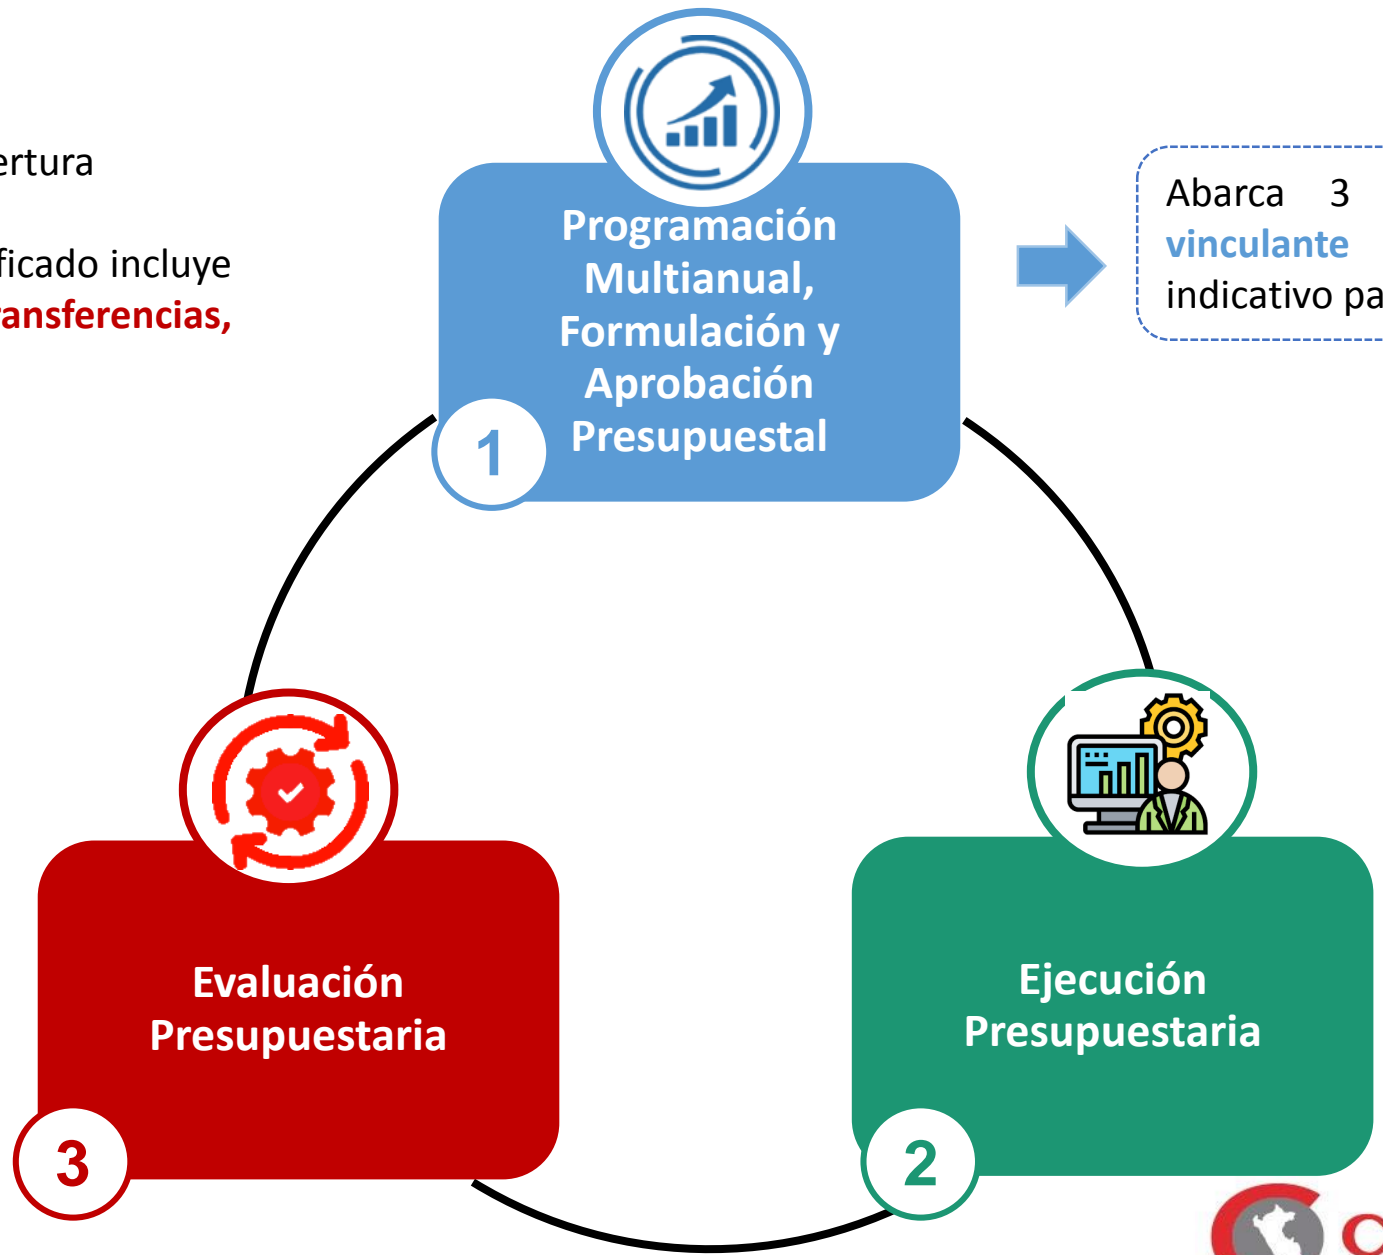 ertura
ficado incluye
ransferencias,
Programación
Multianual,
Formulación y
Aprobación
Presupuestal
1
Abarca 3
vinculante
indicativo pa
Evaluación
Presupuestaria
3
Ejecución
Presupuestaria
2